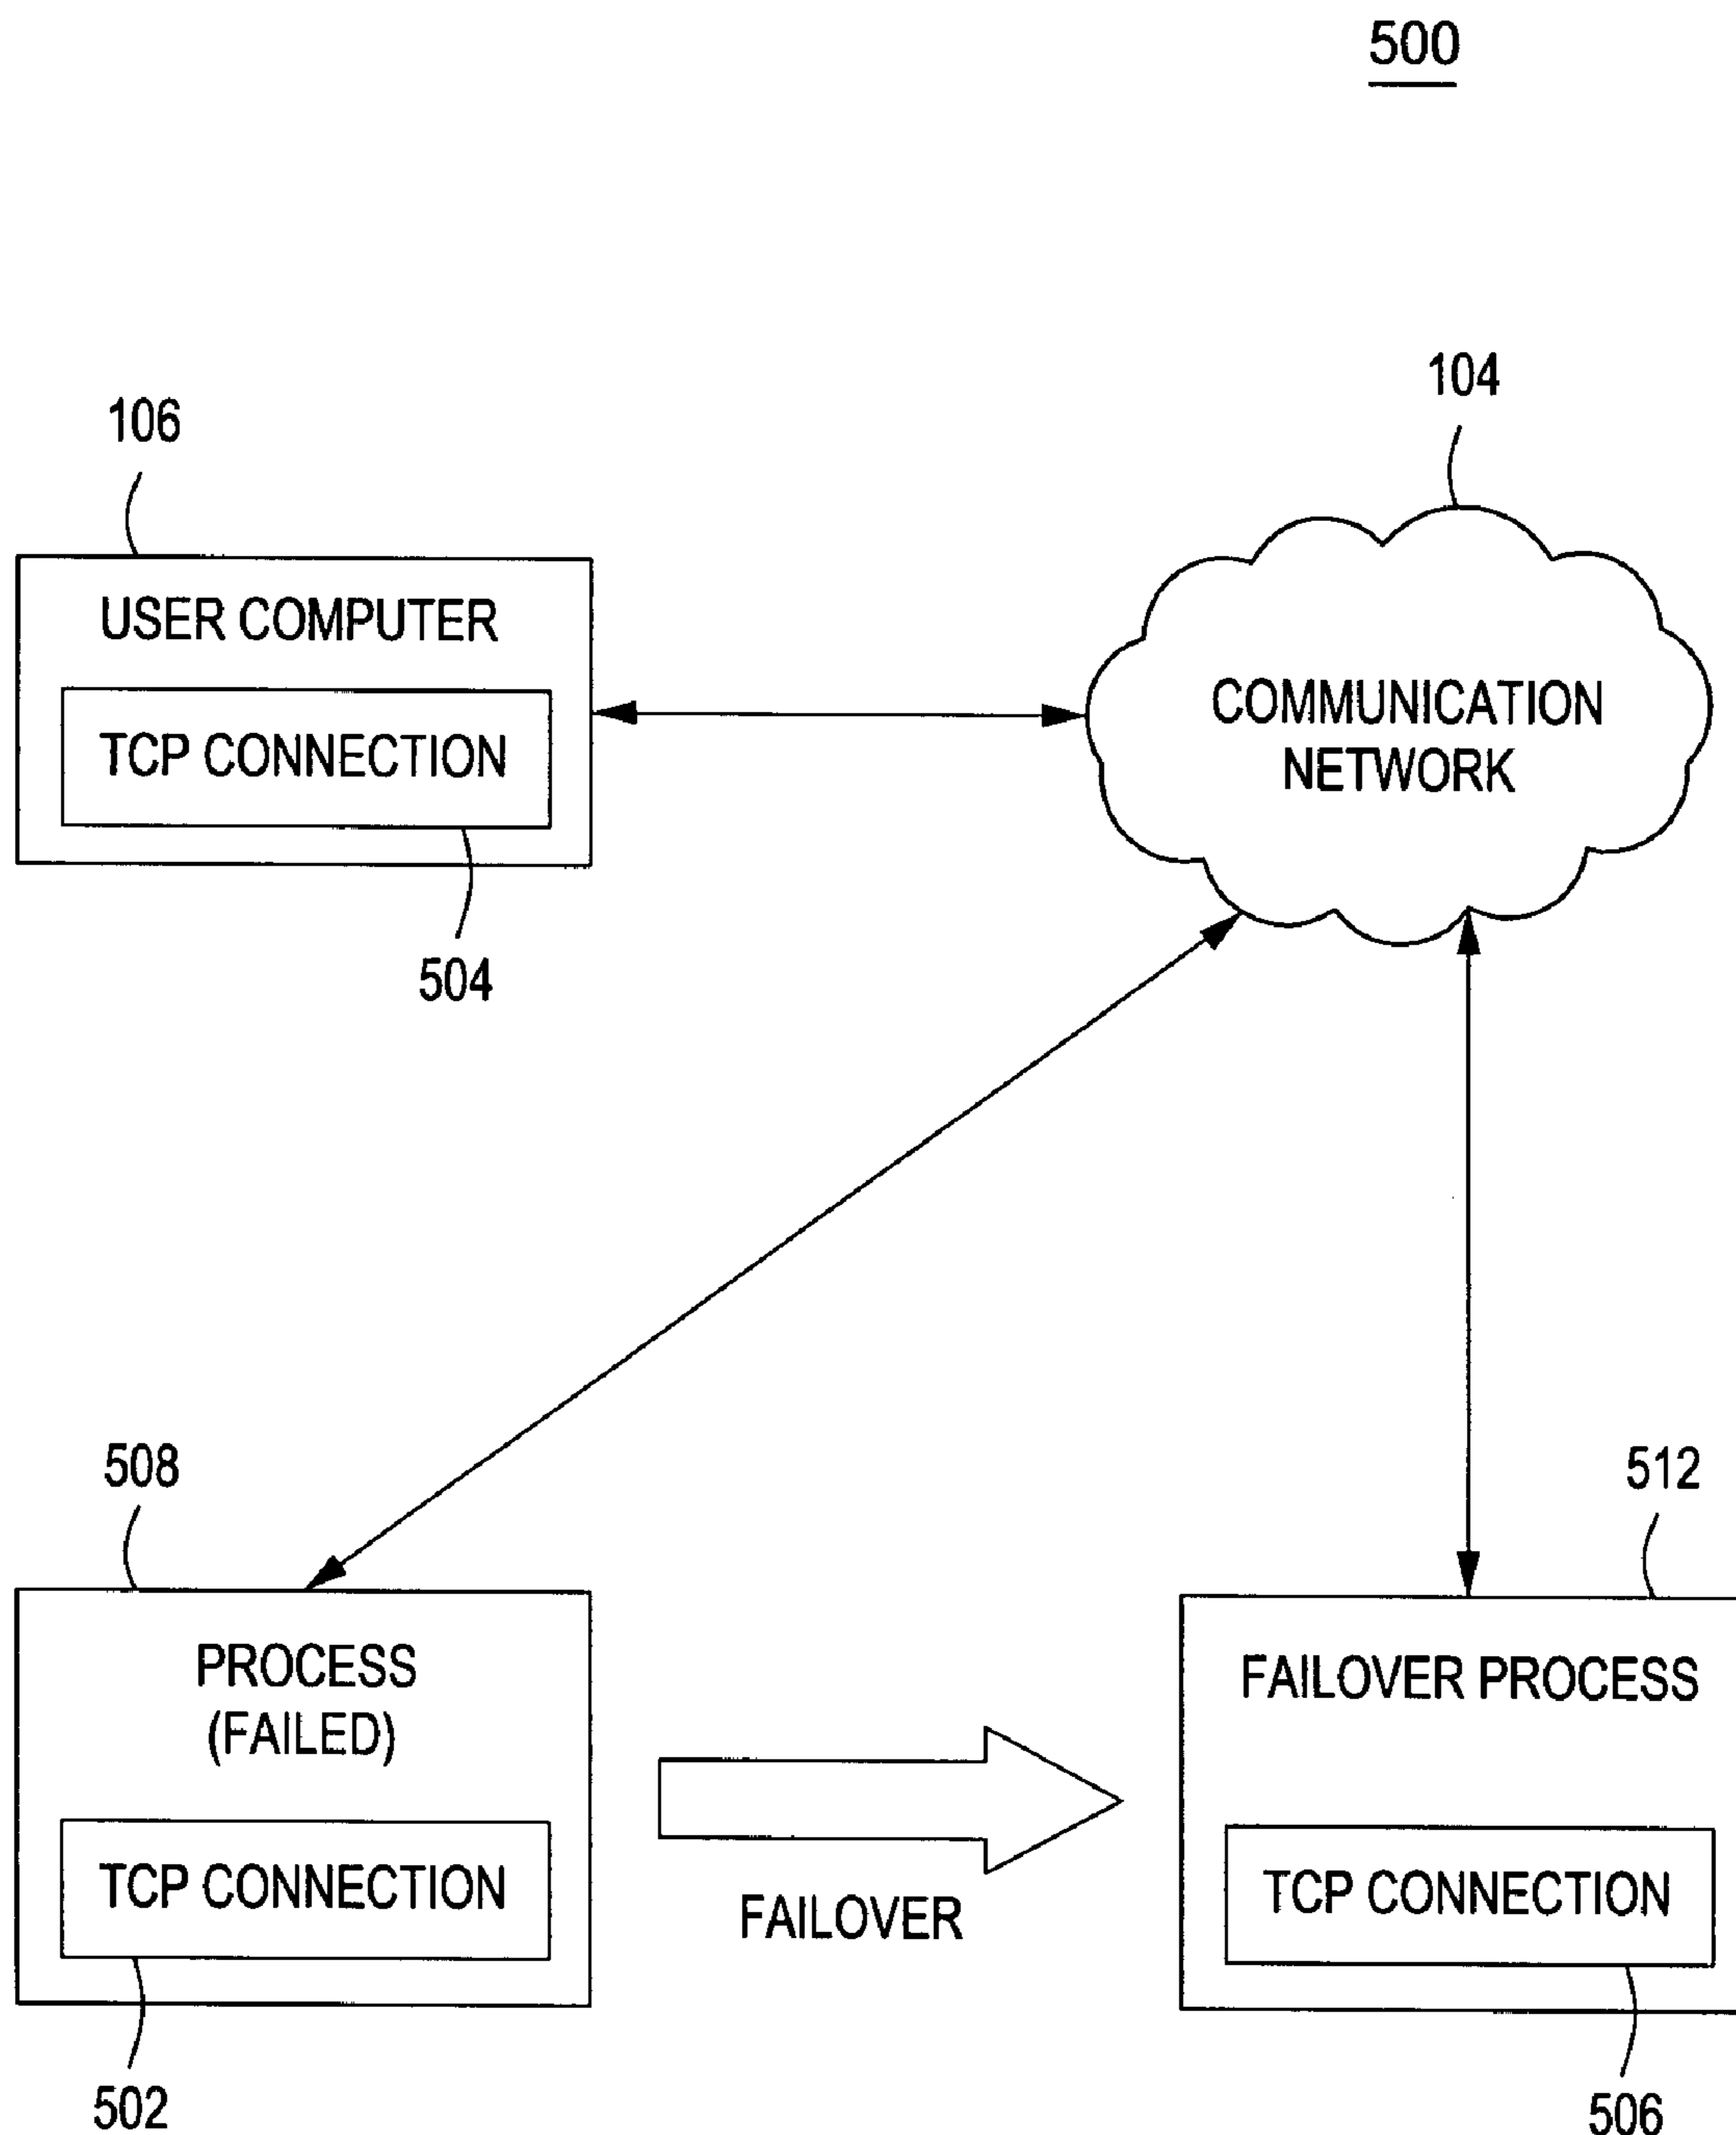 500
104
106
USER COMPUTER
TCP CONNECTION
COMMUNICATION
NETWORK
504
508
512
PROCESS
(FAILED)
FAILOVER PROCESS
TCP CONNECTION
FAILOVER
TCP CONNECTION
502
506